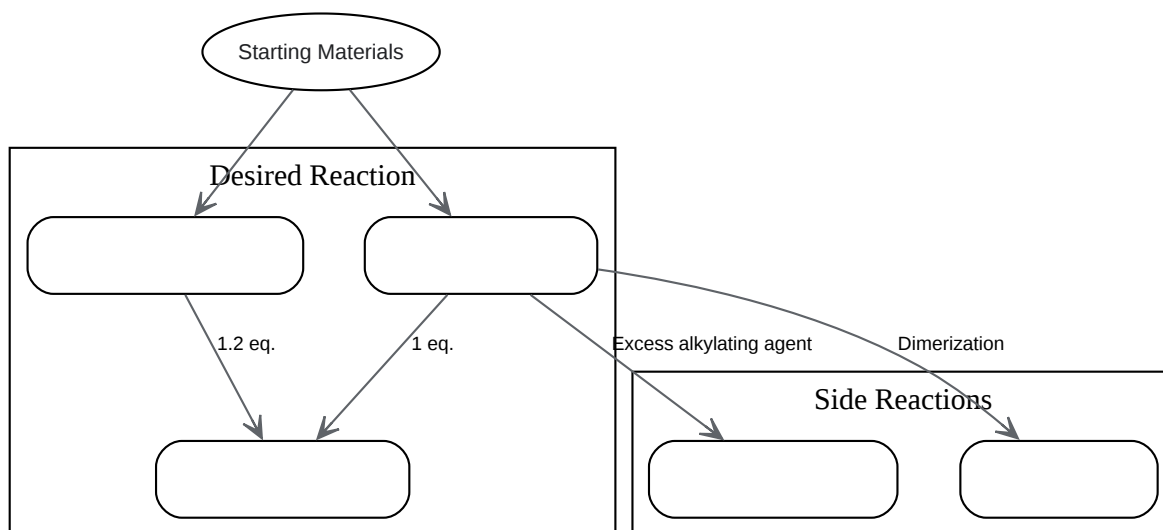 Starting Materials
Desired Reaction
1.2 eq.
1 eq.
Excess alkylating agent
Dimerization
Side Reactions